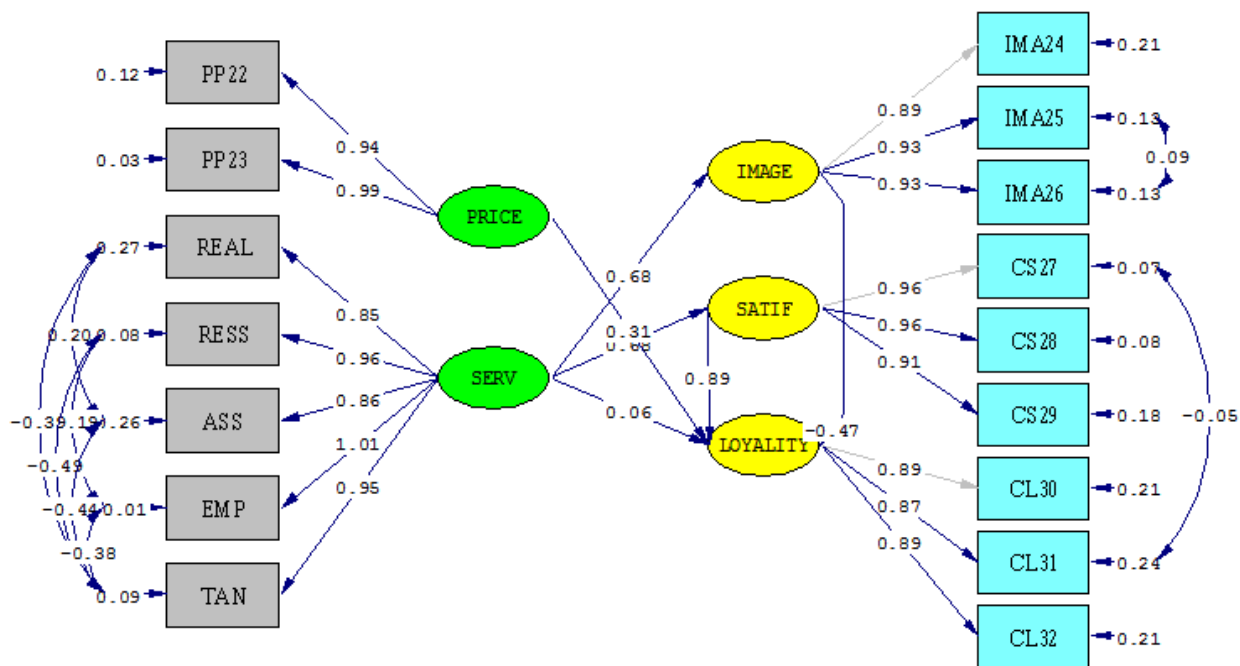 IMA24
0.21
PP22
0.12
0.89
IMA25
0.13
0.94
PP23
0.03
0.93
0.09
IMAGE
0.99
0.93
IMA26
0.13
PRICE
REAL
0.27
CS27
0.07
0.68
0.96
0.85
SATIF
0.31
RESS
0.08
0.20
CS28
0.08
0.96
0.96
SERV
0.89
0.91
0.86
CS29
0.18
0.06
-0.05
ASS
0.26
-0.39
-0.47
LOYALITY
1.01
0.89
-0.49
CL30
0.21
0.95
0.87
EMP
0.01
-0.44
0.89
-0.38
CL31
0.24
TAN
0.09
CL32
0.21